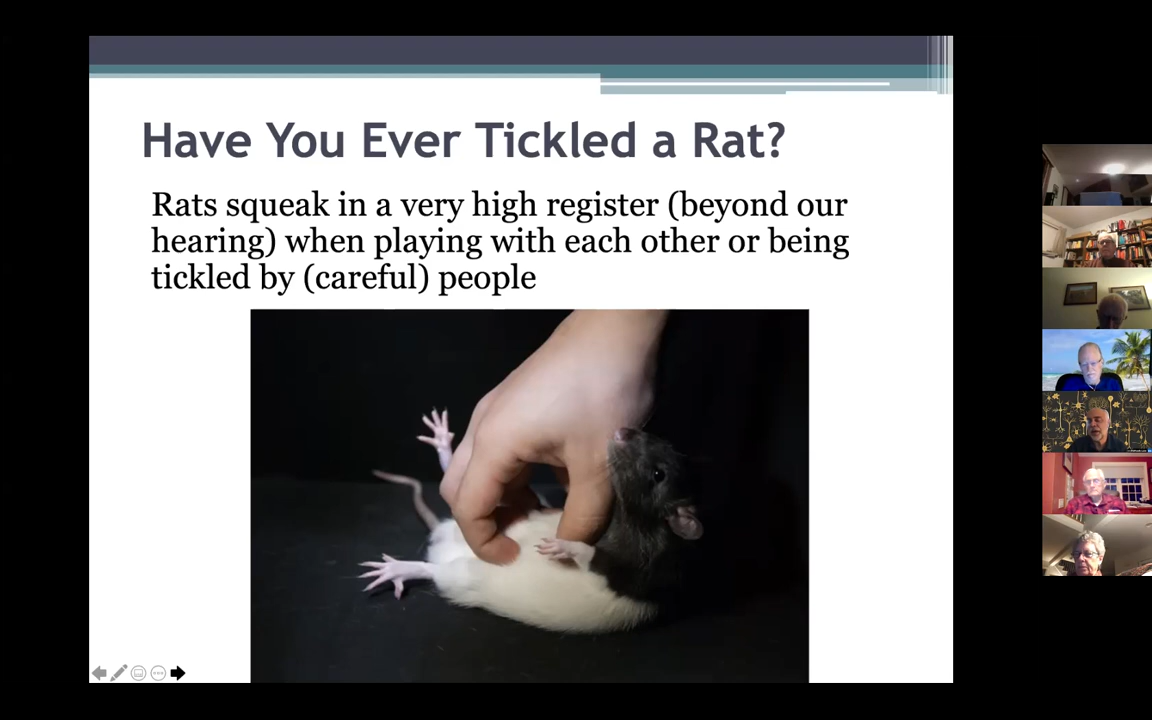 Have You Ever Tickled a Rat?
Rats squeak in a very high register (beyond our
hearing) when playing with each other or being
tickled by (careful) people